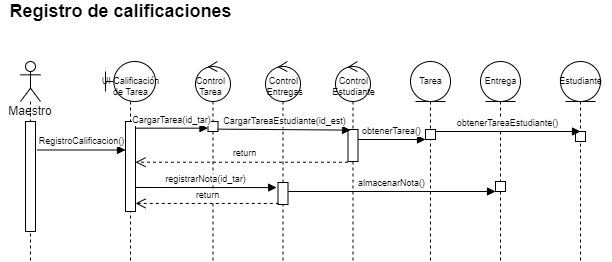 Registro de calificaciones
UI Calificación
de Tarea
Control
Tarea
Control
Entregas
Control
Estudiante
Tarea
Entrega
Estudiante
Maestro
CargarTarea(id_tar)
CargarTareaEstudiante(id_est)
obtenerTareaEstudiante()
obtenerTarea()
RegistroCalificacion()
return
registrarNota(id_tar)
almacenarNota()
return